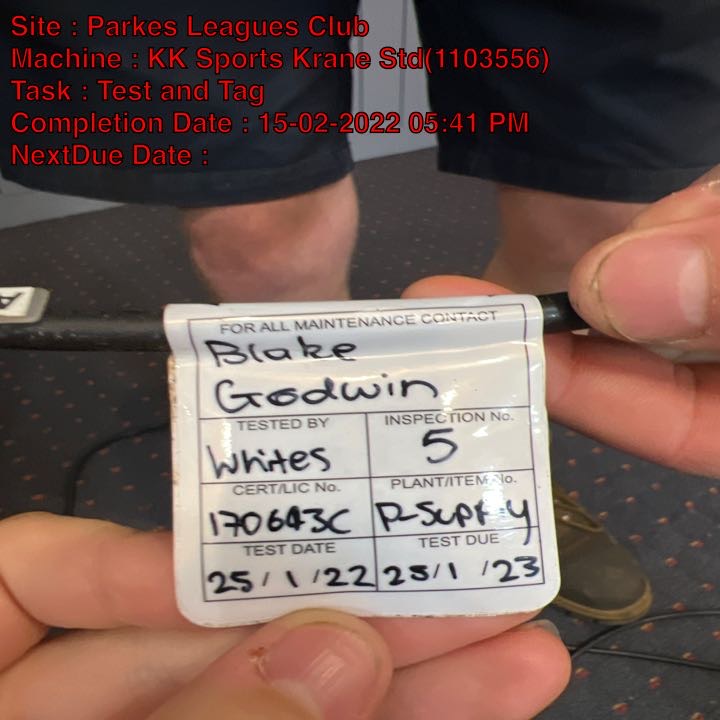 Site : Parkes Leagues Club
Machine : KK Sports Krane Std(1103556)
Task : Test and Tag
Completion Date : 15-02-2022 05:41 PM
NextDue Date :
A
FOR ALL MAINTENANCE CONTACT
Blake
Godwin
TESTED BY
INSPECTION No.
Whites
5
CERT/LIC No.
PLANT/ITEM No.
170643C
P-Supply
TEST DATE
TEST DUE
25/1/22
25/1/23